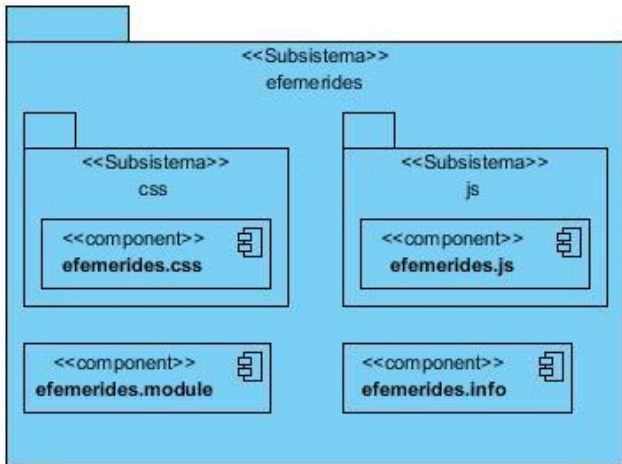 <<Subsistema>>
efemerides
<<Subsistema>>
css
<<component>>
efemerides.css
<<Subsistema>>
js
<<component>>
efemerides.js
<<component>>
efemerides.module
<<component>>
efemerides.info